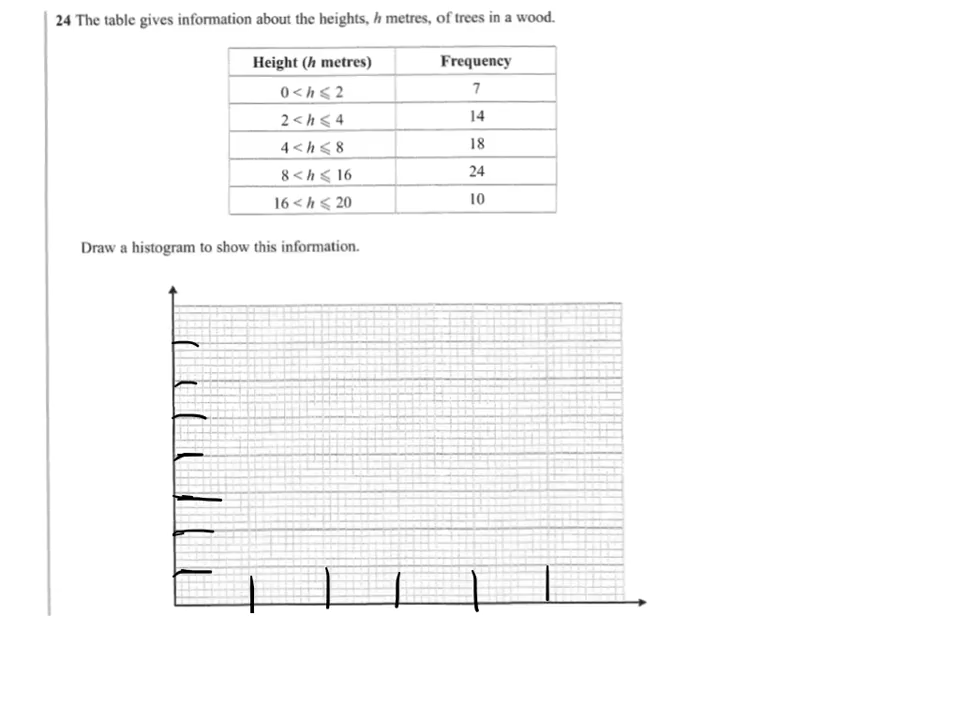 24 The table gives information about the heights, h metres, of trees in a wood.
Height (h metres) Frequency
0 < h ⩽ 2 7
2 < h ⩽ 4 14
4 < h ⩽ 8 18
8 < h ⩽ 16 24
16 < h ⩽ 20 10
Draw a histogram to show this information.